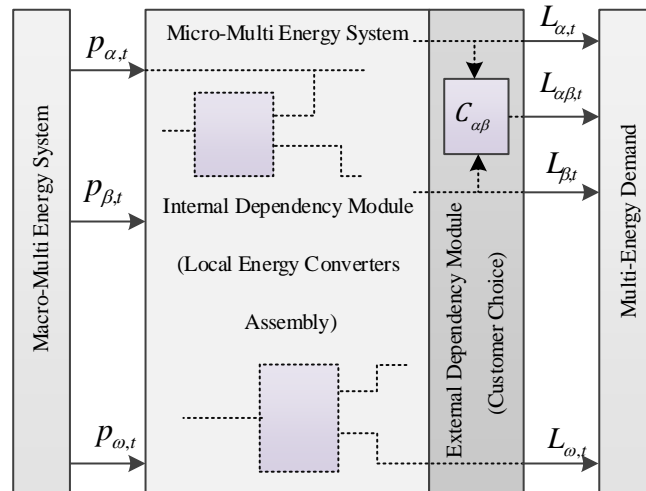 Macro-Multi Energy System
p_{α,t}
p_{β,t}
p_{ω,t}
Micro-Multi Energy System
Internal Dependency Module
(Local Energy Converters
Assembly)
C_{αβ}
External Dependency Module
(Customer Choice)
L_{α,t}
L_{αβ,t}
L_{β,t}
L_{ω,t}
Multi-Energy Demand